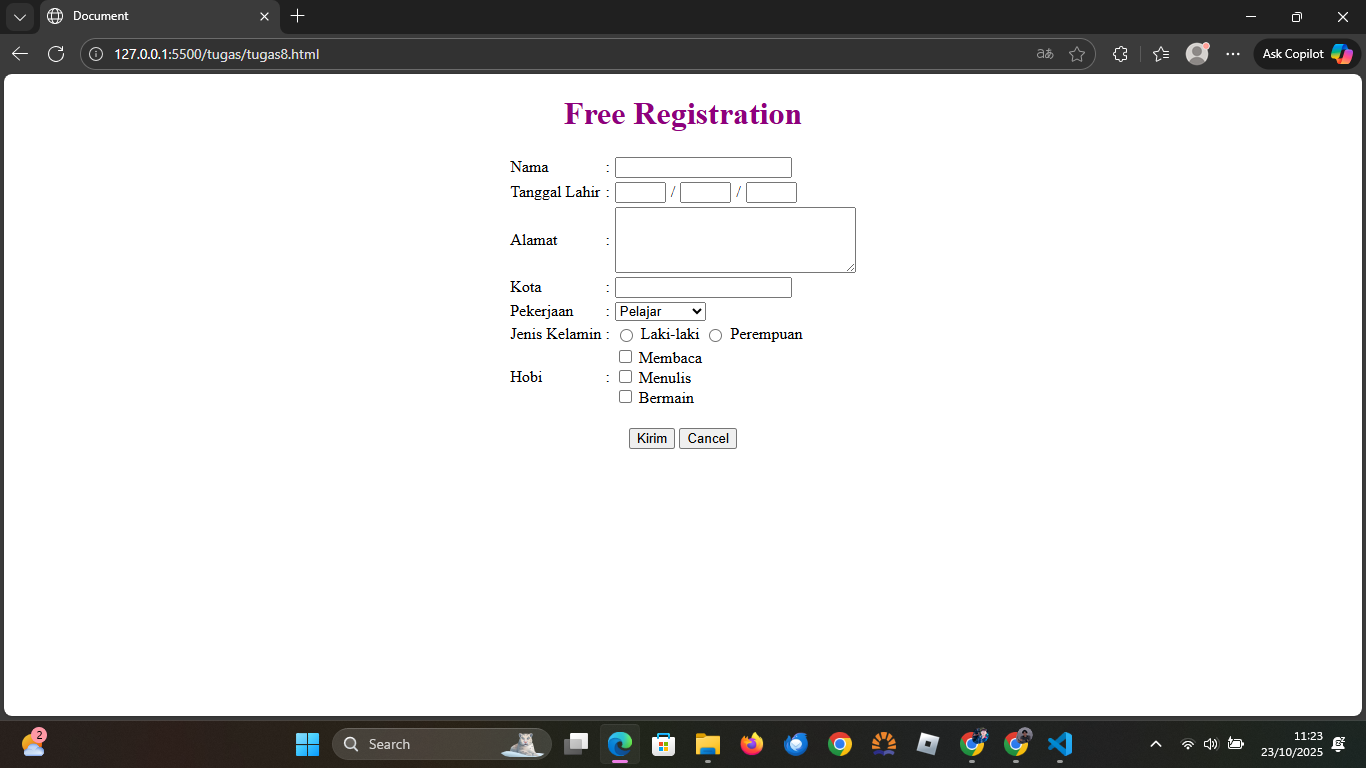 Document
127.0.0.1:5500/tugas/tugas8.html
aあ
Ask Copilot
Free Registration
Nama :
Tanggal Lahir : / /
Alamat :
Kota :
Pekerjaan : Pelajar
Jenis Kelamin : Laki-laki Perempuan
Membaca
Hobi : Menulis
Bermain
Kirim Cancel
2
Search
11:23
23/10/2025